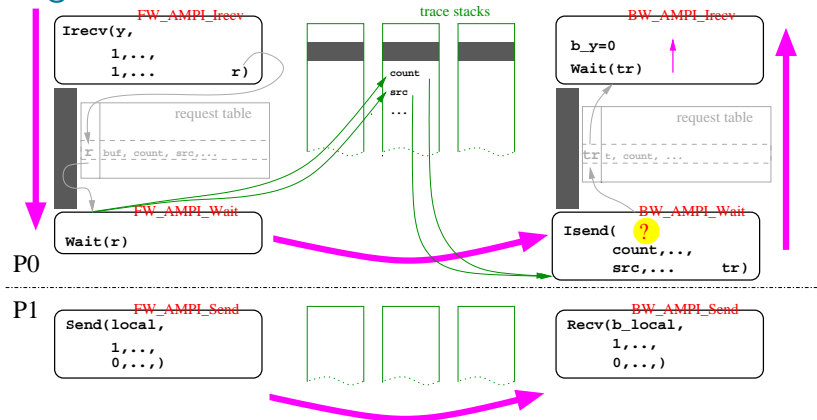 FW_AMPI_Irecv
trace stacks
BW_AMPI_Irecv
Irecv(y,
1,..,
1,... r)
count
src
...
b_y=0
Wait(tr)
request table
r buf, count, src,...
request table
tr t, count, ...
FW_AMPI_Wait
Wait(r)
BW_AMPI_Wait
Isend( ?
count,..,
src,... tr)
P0
P1
FW_AMPI_Send
Send(local,
1,..,
0,..,)
BW_AMPI_Send
Recv(b_local,
1,..,
0,..,)